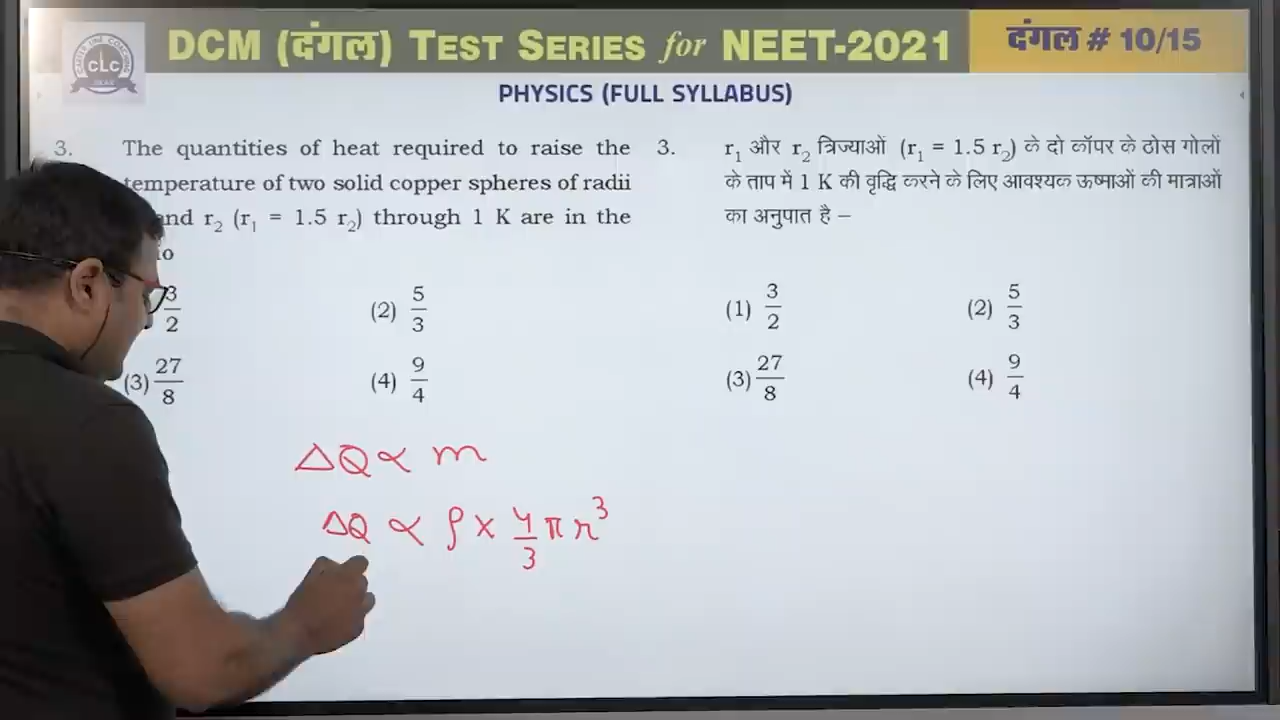 DCM (दंगल) TEST SERIES for NEET-2021
दंगल # 10/15
CLC
PHYSICS (FULL SYLLABUS)
3. The quantities of heat required to raise the
temperature of two solid copper spheres of radii
and r₂ (r₁ = 1.5 r₂) through 1 K are in the
3/2
(2) 5/3
(3) 27/8
(4) 9/4
3. r₁ और r₂ त्रिज्याओं (r₁ = 1.5 r₂) के दो कॉपर के ठोस गोलों
के ताप में 1 K की वृद्धि करने के लिए आवश्यक ऊष्माओं की मात्राओं
का अनुपात है –
(1) 3/2
(2) 5/3
(3) 27/8
(4) 9/4
ΔQ ∝ m
ΔQ ∝ ρ × 4/3 π r³